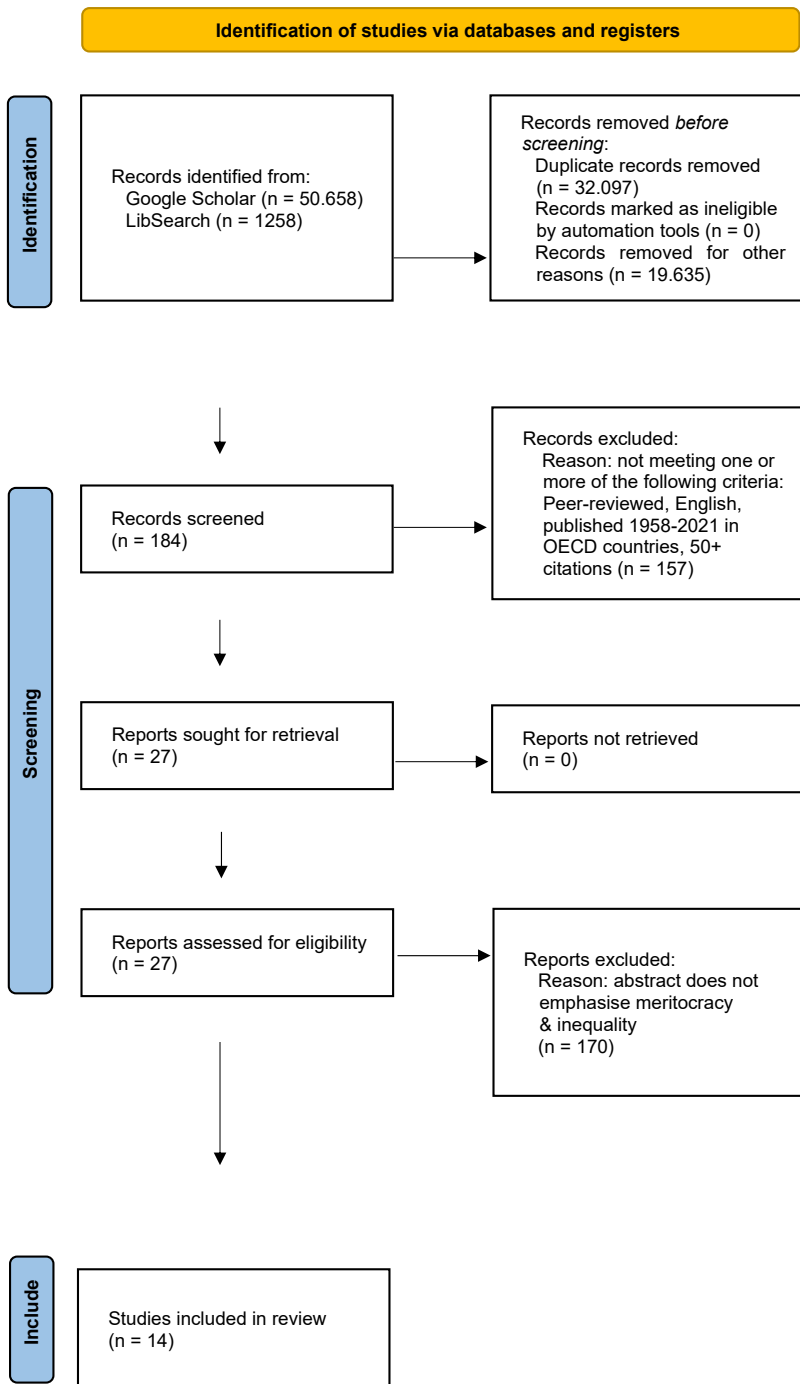 Identification of studies via databases and registers
Identification
Records identified from:
Google Scholar (n = 50.658)
LibSearch (n = 1258)
Records removed before
screening:
Duplicate records removed
(n = 32.097)
Records marked as ineligible
by automation tools (n = 0)
Records removed for other
reasons (n = 19.635)
Screening
Records screened
(n = 184)
Records excluded:
Reason: not meeting one or
more of the following criteria:
Peer-reviewed, English,
published 1958-2021 in
OECD countries, 50+
citations (n = 157)
Reports sought for retrieval
(n = 27)
Reports not retrieved
(n = 0)
Reports assessed for eligibility
(n = 27)
Reports excluded:
Reason: abstract does not
emphasise meritocracy
& inequality
(n = 170)
Include
Studies included in review
(n = 14)